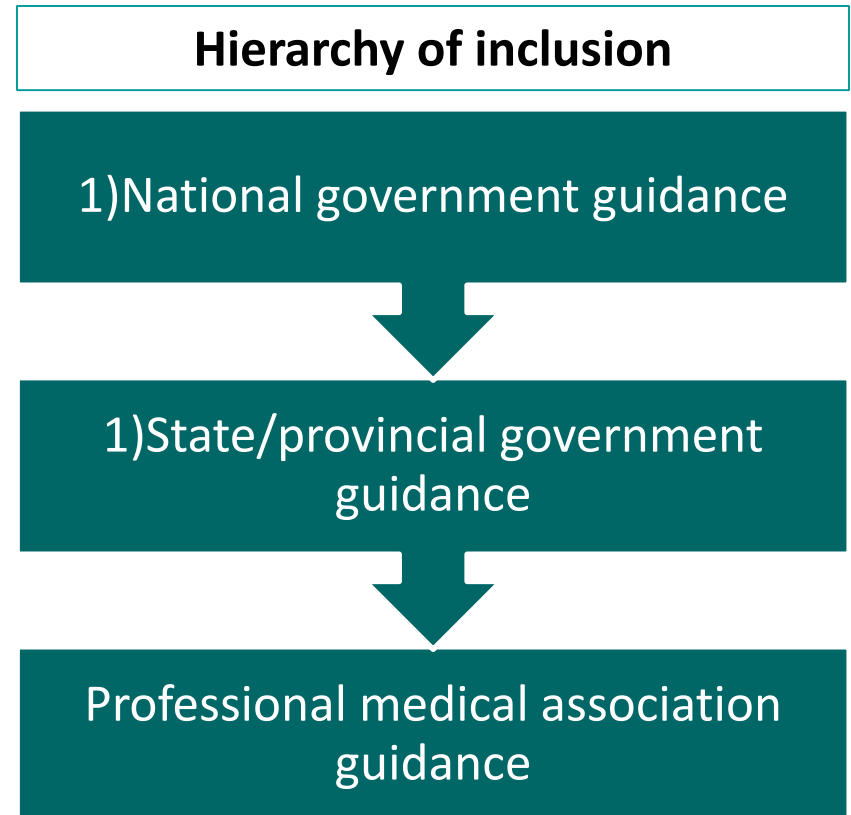 Hierarchy of inclusion
1)National government guidance
1)State/provincial government
guidance
Professional medical association
guidance